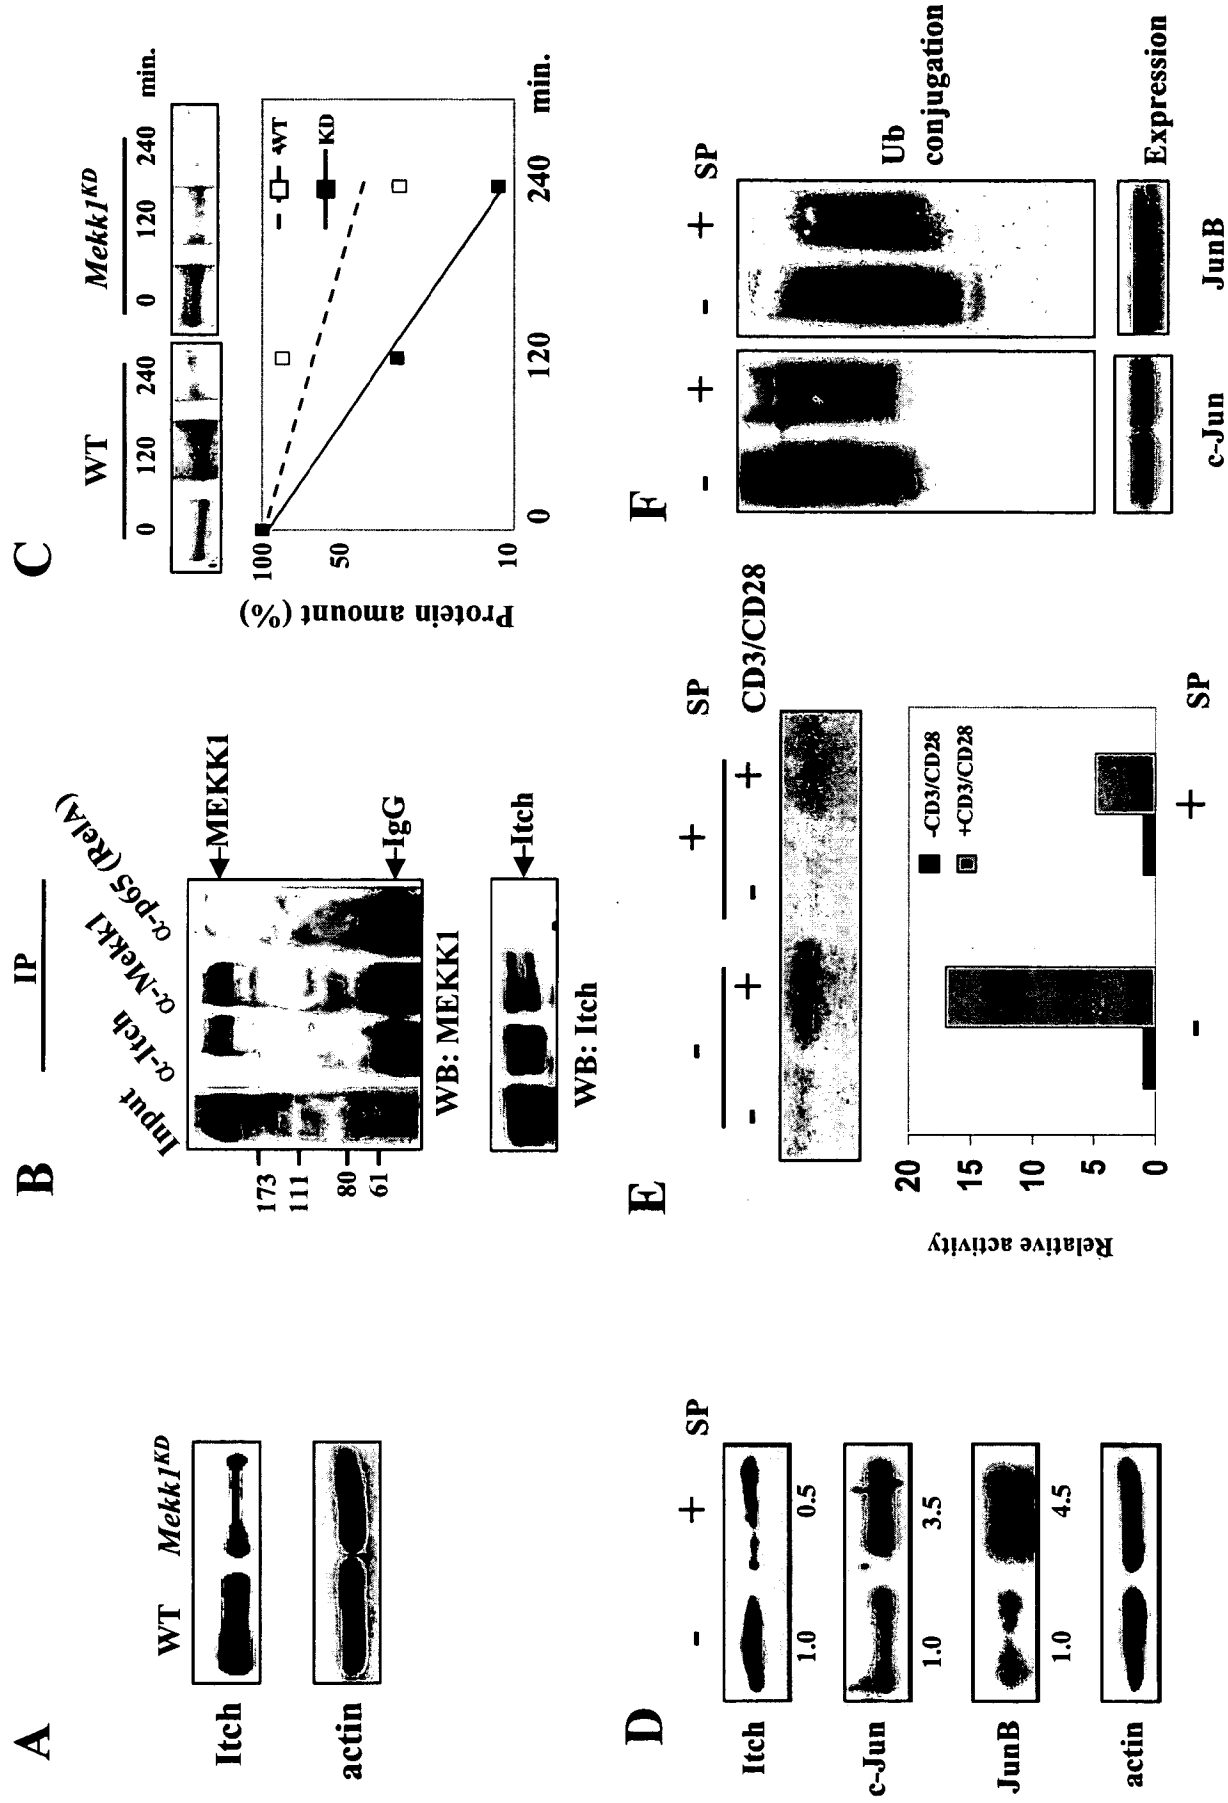 A
WT Mekk1KD
Itch
actin
B
IP
Input α-Itch α-Mekk1 α-p65 (RelA)
173
111
80
61
MEKK1
IgG
WB: MEKK1
Itch
WB: Itch
C
WT Mekk1KD
0 120 240 0 120 240 min.
Protein amount (%)
100
50
10
WT
KD
0 120 240 min.
D
- + SP
Itch
1.0 0.5
c-Jun
1.0 3.5
JunB
1.0 4.5
actin
E
- + SP
- + - + CD3/CD28
Relative activity
20
15
10
5
0
-CD3/CD28
+CD3/CD28
- + SP
F
- + - + SP
Ub
conjugation
Expression
c-Jun JunB